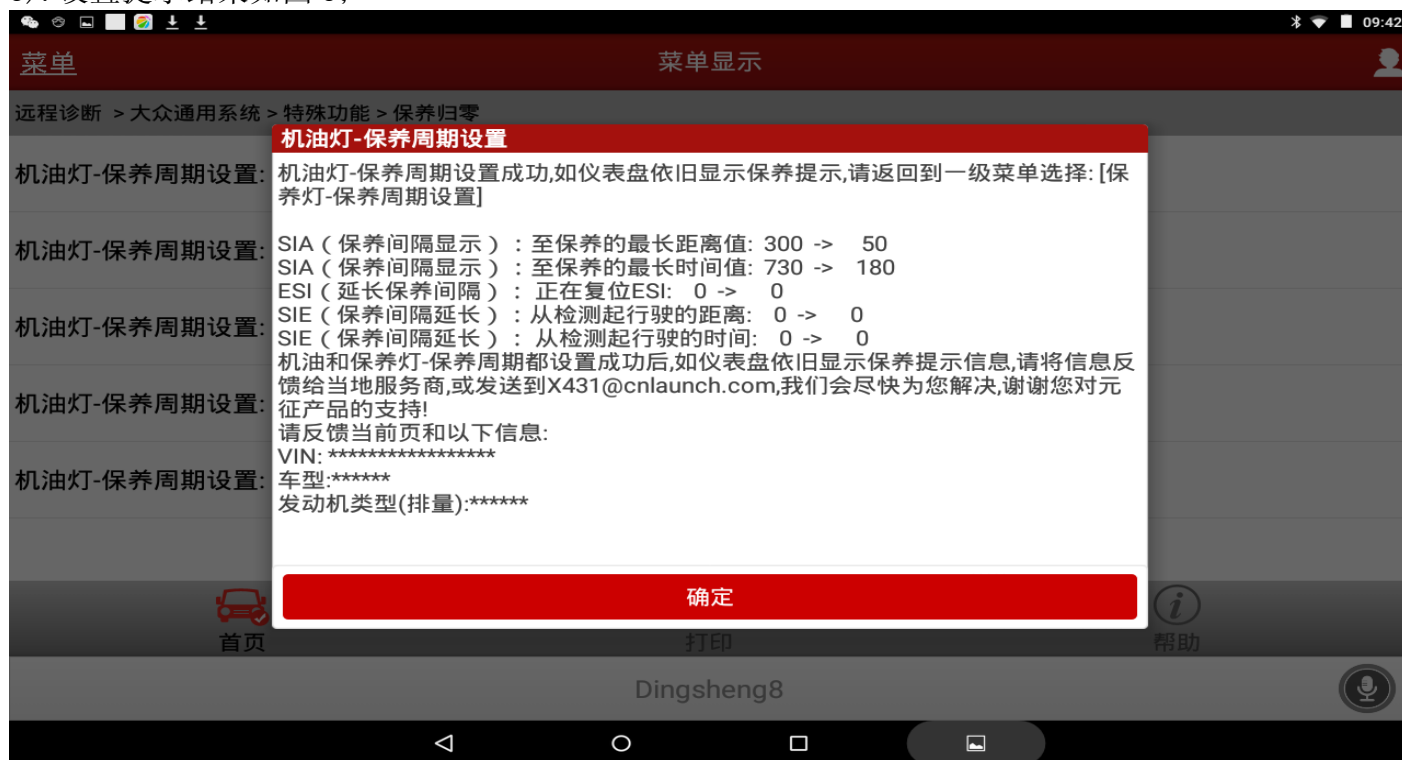 09:42
菜单
菜单显示
远程诊断 > 大众通用系统 > 特殊功能 > 保养归零
机油灯-保养周期设置
机油灯-保养周期设置:
机油灯-保养周期设置:
机油灯-保养周期设置:
机油灯-保养周期设置:
机油灯-保养周期设置:
机油灯-保养周期设置成功,如仪表盘依旧显示保养提示,请返回到一级菜单选择: [保
养灯-保养周期设置]
SIA（保养间隔显示）: 至保养的最长距离值: 300 -> 50
SIA（保养间隔显示）: 至保养的最长时间值: 730 -> 180
ESI（延长保养间隔）: 正在复位ESI: 0 -> 0
SIE（保养间隔延长）: 从检测起行驶的距离: 0 -> 0
SIE（保养间隔延长）: 从检测起行驶的时间: 0 -> 0
机油和保养灯-保养周期都设置成功后,如仪表盘依旧显示保养提示信息,请将信息反
馈给当地服务商,或发送到X431@cnlaunch.com,我们会尽快为您解决,谢谢您对元
征产品的支持!
请反馈当前页和以下信息:
VIN: *****************
车型:******
发动机类型(排量):******
确定
首页
打印
帮助
Dingsheng8